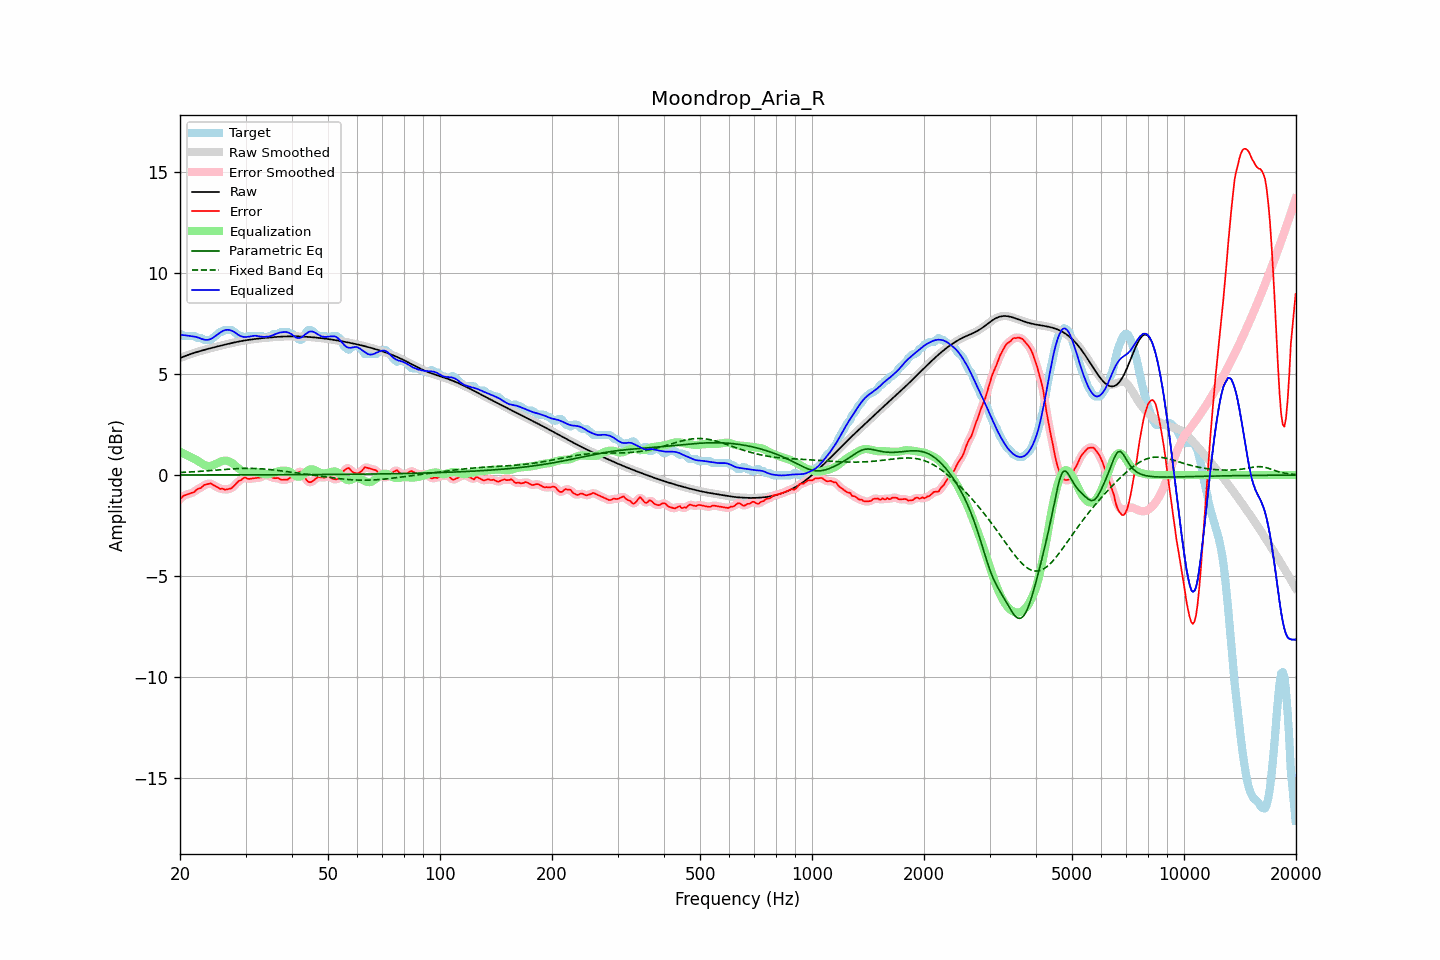 Moondrop_Aria_R
Target
Raw Smoothed
Error Smoothed
Raw
Error
Equalization
Parametric Eq
Fixed Band Eq
Equalized
Amplitude (dBr)
15
10
5
0
−5
−10
−15
20 50 100 200 500 1000 2000 5000 10000 20000
Frequency (Hz)